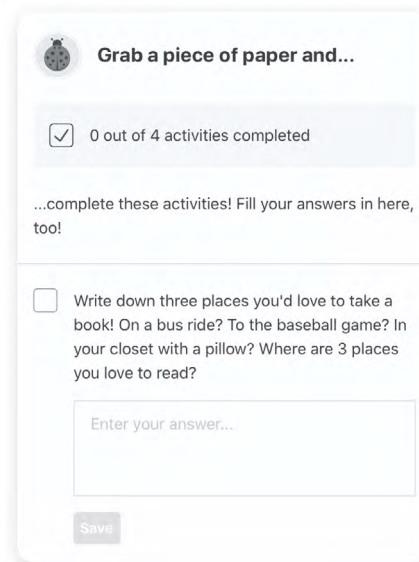 Grab a piece of paper and...
0 out of 4 activities completed
...complete these activities! Fill your answers in here,
too!
Write down three places you'd love to take a
book! On a bus ride? To the baseball game? In
your closet with a pillow? Where are 3 places
you love to read?
Enter your answer...
Save